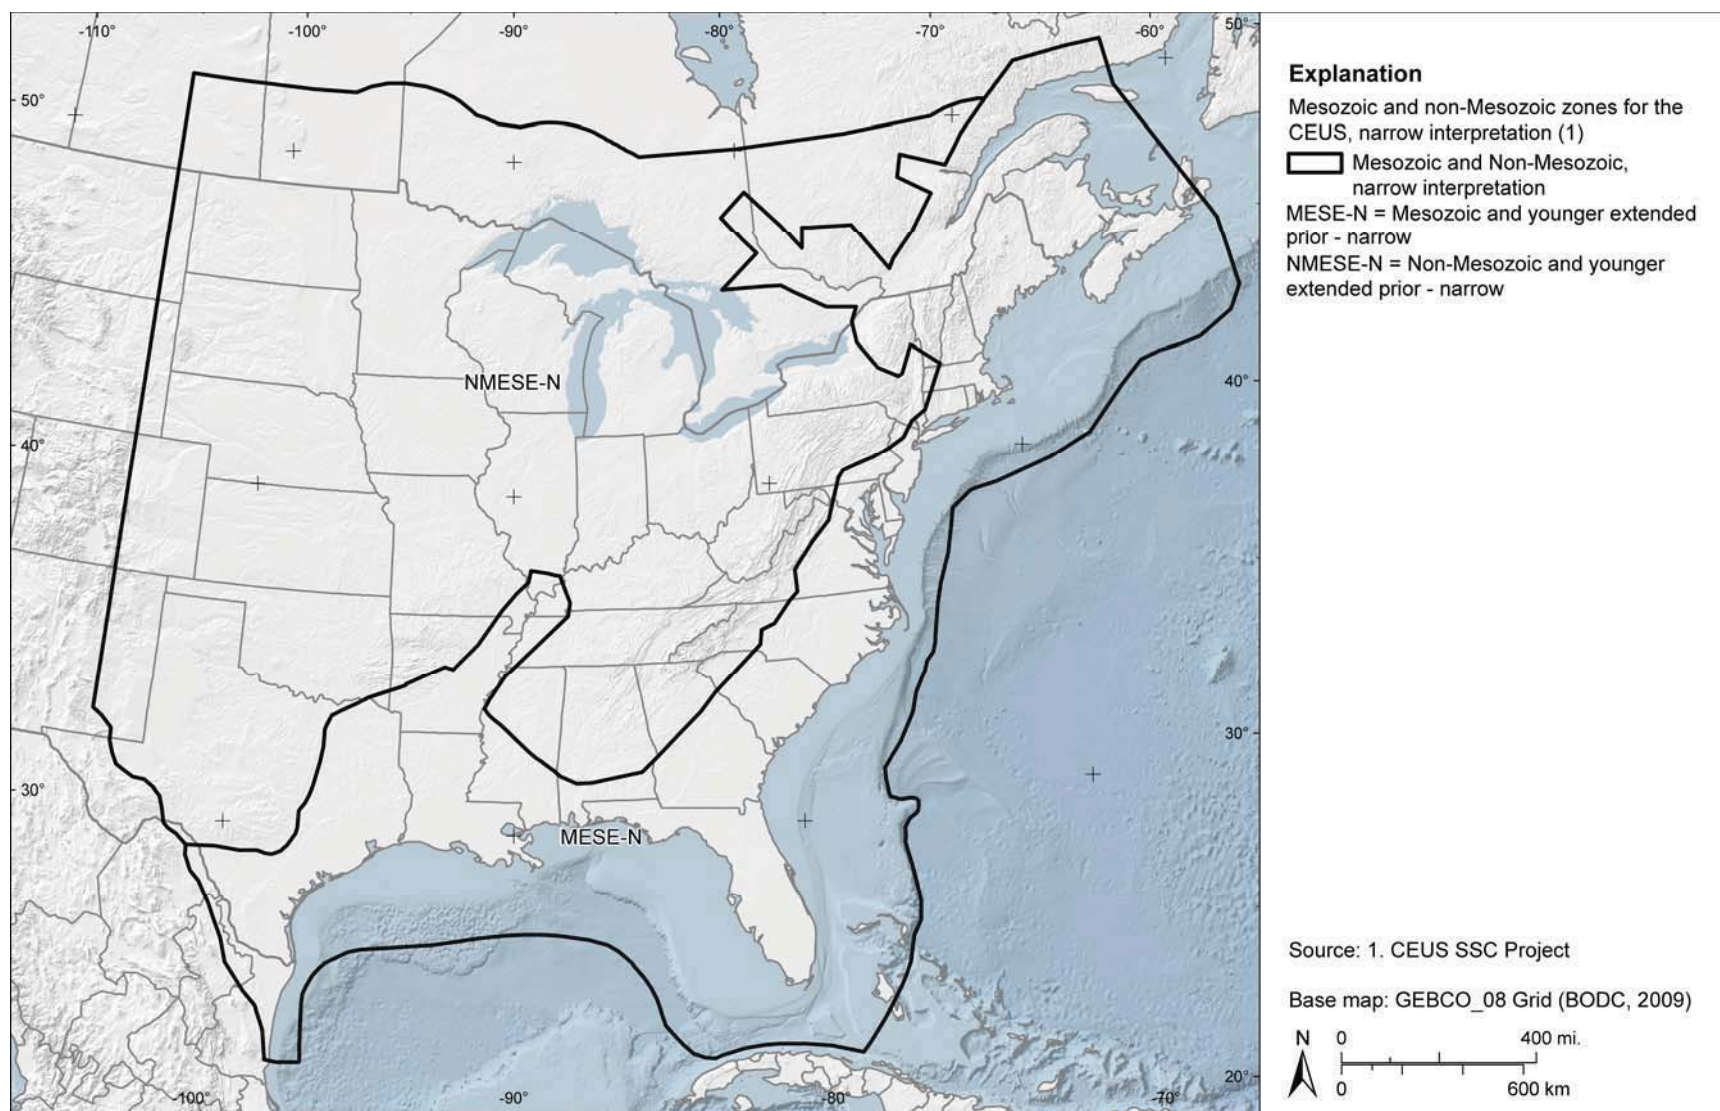 -110° -100° -90° -80° -70° -60° 50°
50°
40°
40°
30°
30°
20°
-100° -90° -80° -70°
NMESE-N
MESE-N
Explanation
Mesozoic and non-Mesozoic zones for the
CEUS, narrow interpretation (1)
Mesozoic and Non-Mesozoic,
narrow interpretation
MESE-N = Mesozoic and younger extended
prior - narrow
NMESE-N = Non-Mesozoic and younger
extended prior - narrow
Source: 1. CEUS SSC Project
Base map: GEBCO_08 Grid (BODC, 2009)
N 0 400 mi.
0 600 km